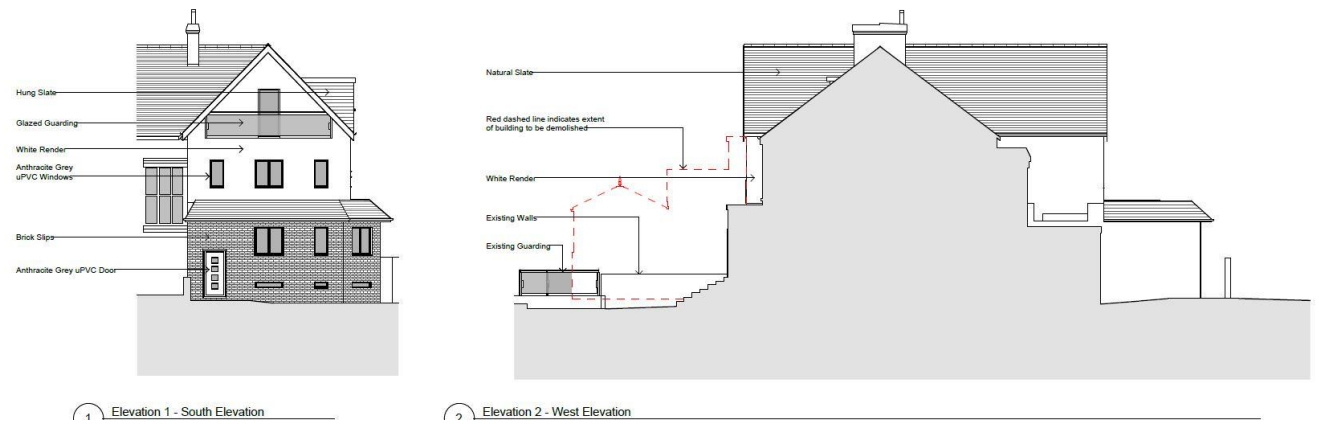 Hung Slate
Glazed Guarding
White Render
Anthracite Grey
uPVC Windows
Brick Slips
Anthracite Grey uPVC Door
1
Elevation 1 - South Elevation
Natural Slate
Red dashed line indicates extent
of building to be demolished
White Render
Existing Walls
Existing Guarding
2
Elevation 2 - West Elevation